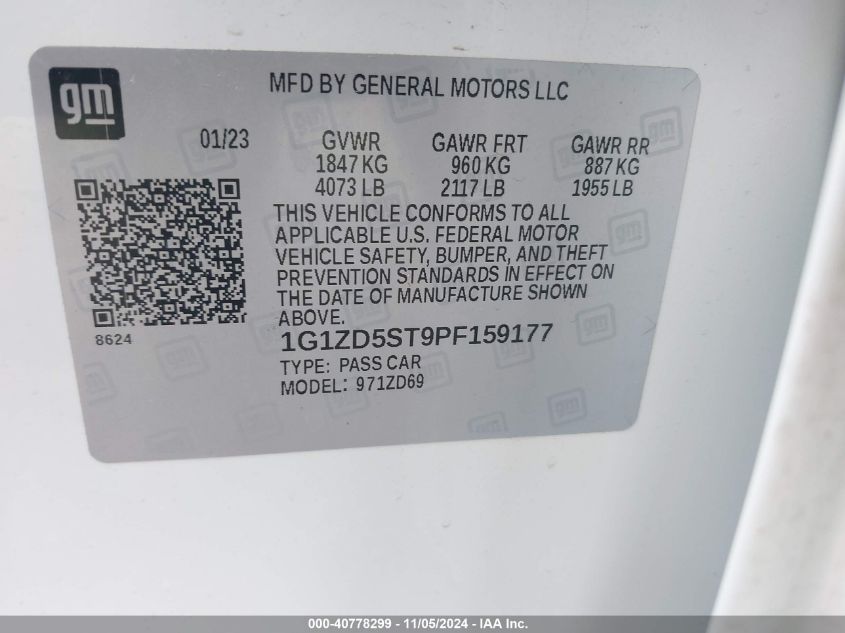 gm
MFD BY GENERAL MOTORS LLC
01/23 GVWR GAWR FRT GAWR RR
1847 KG 960 KG 887 KG
4073 LB 2117 LB 1955 LB
THIS VEHICLE CONFORMS TO ALL
APPLICABLE U.S. FEDERAL MOTOR
VEHICLE SAFETY, BUMPER, AND THEFT
PREVENTION STANDARDS IN EFFECT ON
THE DATE OF MANUFACTURE SHOWN
ABOVE.
8624
1G1ZD5ST9PF159177
TYPE: PASS CAR
MODEL: 971ZD69
000-40778299 - 11/05/2024 - IAA Inc.